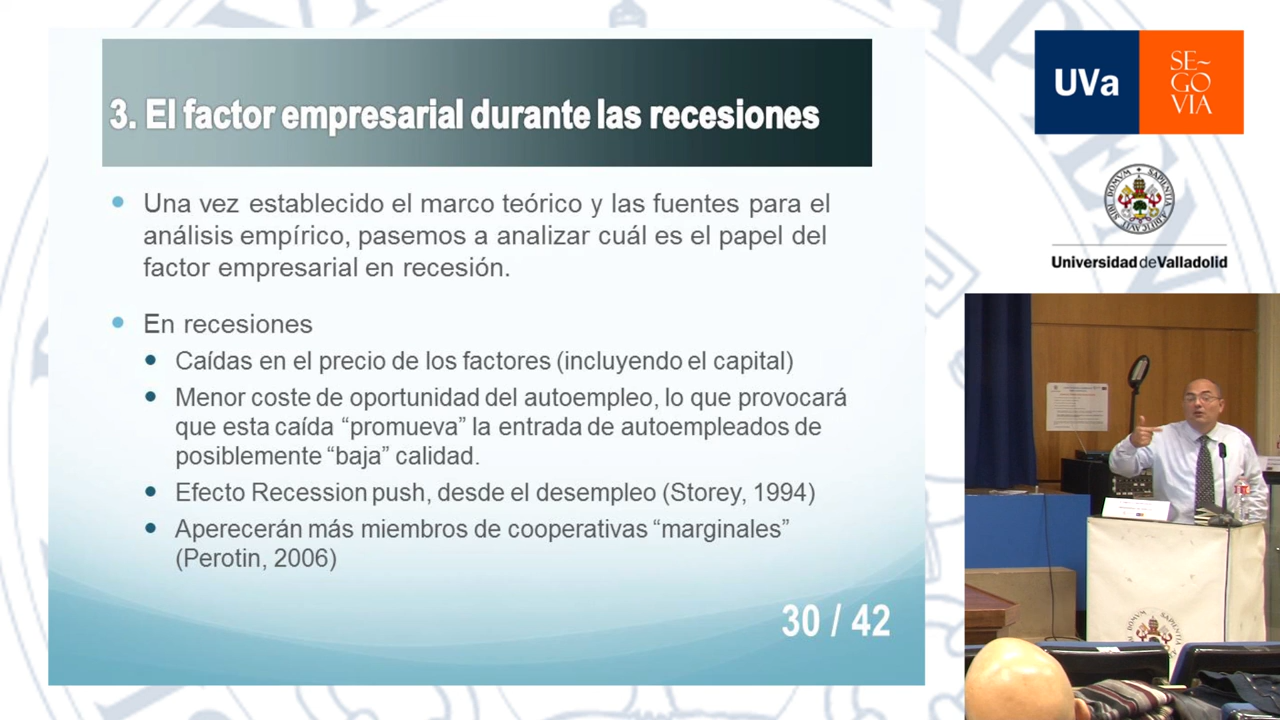 3. El factor empresarial durante las recesiones
Una vez establecido el marco teórico y las fuentes para el
análisis empírico, pasemos a analizar cuál es el papel del
factor empresarial en recesión.
En recesiones
Caídas en el precio de los factores (incluyendo el capital)
Menor coste de oportunidad del autoempleo, lo que provocará
que esta caída “promueva” la entrada de autoempleados de
posiblemente “baja” calidad.
Efecto Recession push, desde el desempleo (Storey, 1994)
Aperecerán más miembros de cooperativas “marginales”
(Perotin, 2006)
30 / 42
UVa
SE~
GO
VIA
Universidad de Valladolid